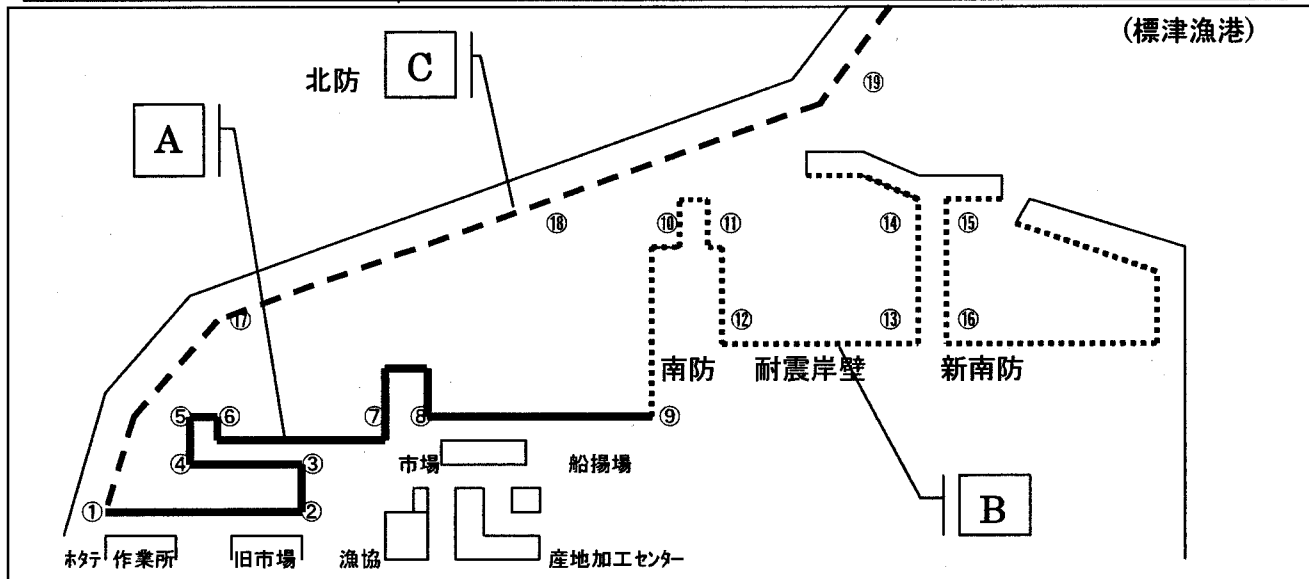 (標津漁港)
北防
C
A
B
⑲
⑱
⑰
⑭
⑮
⑩
⑪
⑫
⑬
⑯
南防
耐震岸壁
新南防
⑤
⑥
⑦
⑧
⑨
④
③
①
②
市場
船揚場
ホタテ 作業所
旧市場
漁協
産地加工センター